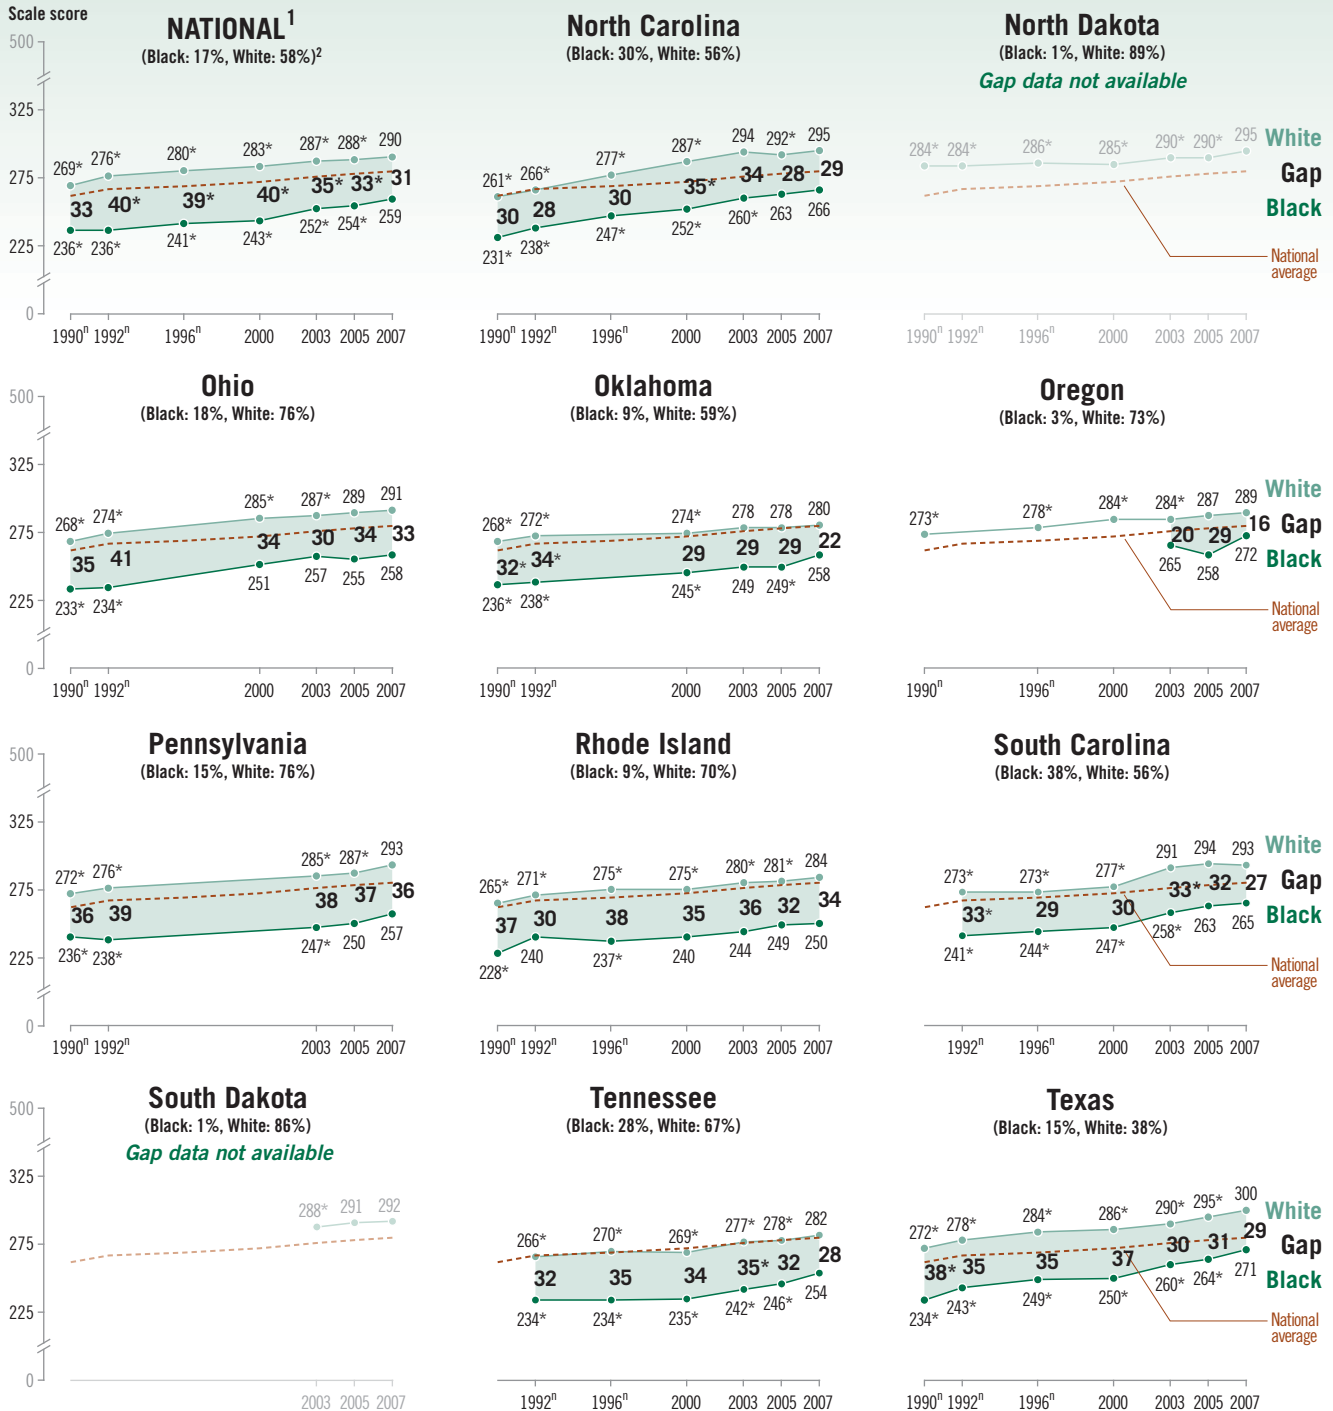 Scale score
NATIONAL1
(Black: 17%, White: 58%)2
North Carolina
(Black: 30%, White: 56%)
North Dakota
(Black: 1%, White: 89%)
Gap data not available
500
325
275
225
0
269* 276* 280* 283* 287* 288* 290
33 40* 39* 40* 35* 33* 31
236* 236* 241* 243* 252* 254* 259
1990n 1992n 1996n 2000 2003 2005 2007
261* 266* 277* 287* 294 292* 295
30 28 30 35* 34 28 29
231* 238* 247* 252* 260* 263 266
1990n 1992n 1996n 2000 2003 2005 2007
284* 284* 286* 285* 290* 290* 295
White
Gap
Black
National
average
1990n 1992n 1996n 2000 2003 2005 2007
Ohio
(Black: 18%, White: 76%)
Oklahoma
(Black: 9%, White: 59%)
Oregon
(Black: 3%, White: 73%)
500
325
275
225
0
268* 274* 285* 287* 289 291
35 41 34 30 34 33
233* 234* 251 257 255 258
1990n 1992n 2000 2003 2005 2007
268* 272* 274* 278 278 280
32* 34* 29 29 29 22
236* 238* 245* 249 249* 258
1990n 1992n 2000 2003 2005 2007
273* 278* 284* 284* 287 289
20 29 16
265 258 272
White
Gap
Black
National
average
1990n 1996n 2000 2003 2005 2007
Pennsylvania
(Black: 15%, White: 76%)
Rhode Island
(Black: 9%, White: 70%)
South Carolina
(Black: 38%, White: 56%)
500
325
275
225
0
272* 276* 285* 287* 293
36 39 38 37 36
236* 238* 247* 250 257
1990n 1992n 2003 2005 2007
265* 271* 275* 275* 280* 281* 284
37 30 38 35 36 32 34
228* 240 237* 240 244 249 250
1990n 1992n 1996n 2000 2003 2005 2007
273* 273* 277* 291 294 293
33* 29 30 33* 32 27
241* 244* 247* 258* 263 265
White
Gap
Black
National
average
1992n 1996n 2000 2003 2005 2007
South Dakota
(Black: 1%, White: 86%)
Gap data not available
Tennessee
(Black: 28%, White: 67%)
Texas
(Black: 15%, White: 38%)
500
325
275
225
0
288* 291 292
2003 2005 2007
266* 270* 269* 277* 278* 282
32 35 34 35* 32 28
234* 234* 235* 242* 246* 254
1992n 1996n 2000 2003 2005 2007
272* 278* 284* 286* 290* 295* 300
38* 35 35 37 30 31 29
234* 243* 249* 250* 260* 264* 271
White
Gap
Black
National
average
1990n 1992n 1996n 2000 2003 2005 2007